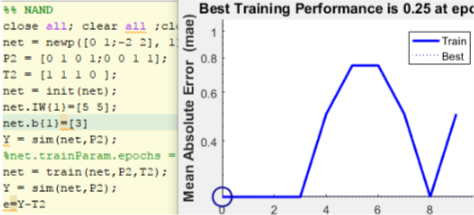 %% NAND
close all; clear all ;clo
net = newp([0 1;-2 2], 1
P2 = [0 1 0 1;0 0 1 1];
T2 = [1 1 1 0 ];
net = init(net);
net.IW{1}=[5 5];
net.b{1}=[3]
Y = sim(net,P2);
%net.trainParam.epochs =
net = train(net,P2,T2);
Y = sim(net,P2);
e=Y-T2
Best Training Performance is 0.25 at epo
Mean Absolute Error (mae)
1
0.8
0.6
0.4
Train
Best
0
2
4
6
8